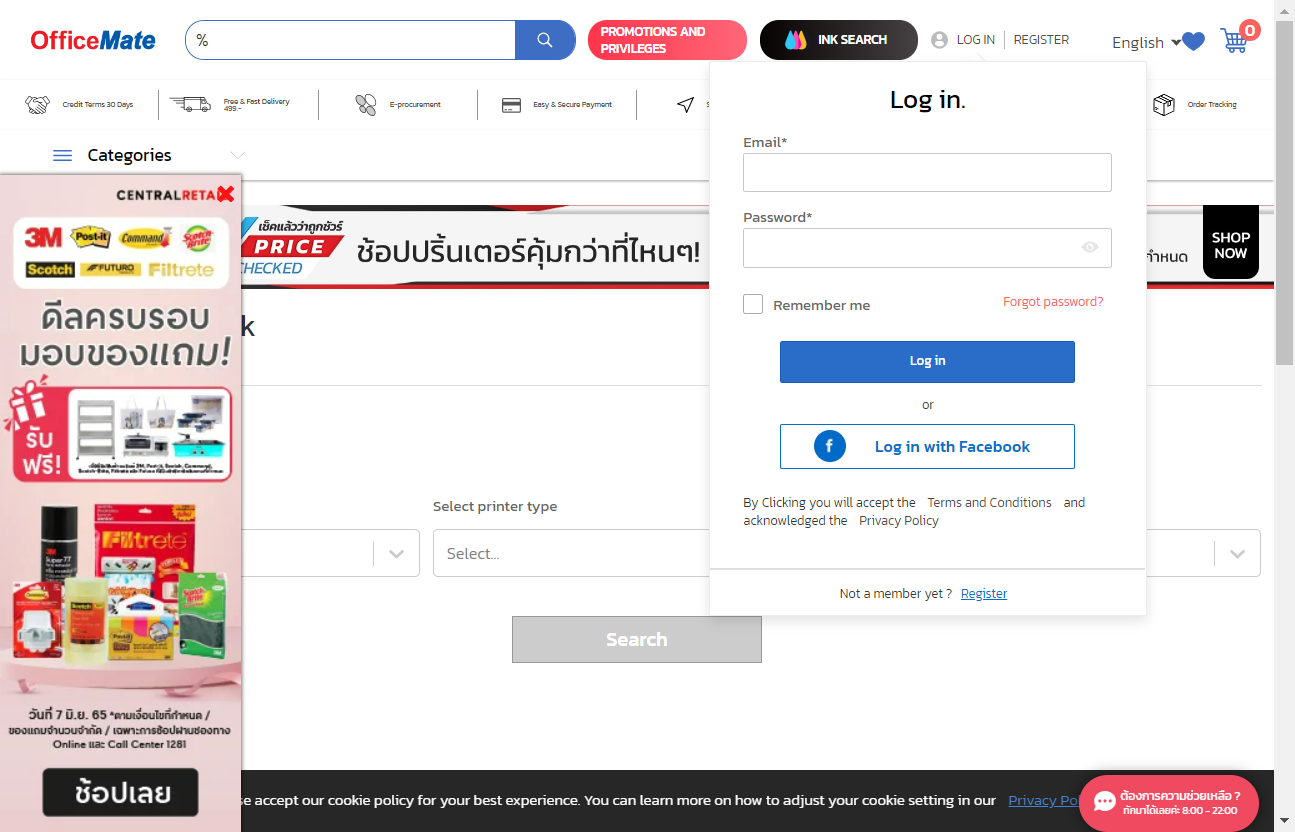 OfficeMate
%
PROMOTIONS AND
PRIVILEGES
INK SEARCH
LOG IN
REGISTER
English
0
Credit Terms 30 Days
Free & Fast Delivery
499.-
E-procurement
Easy & Secure Payment
Order Tracking
Categories
Log in.
Email*
Password*
Remember me
Forgot password?
Log in
or
Log in with Facebook
By Clicking you will accept the Terms and Conditions and
acknowledged the Privacy Policy
Not a member yet ? Register
CENTRALRETA
3M Post-it Command Scotch-Brite
Scotch FUTURO Filtrete
ดีลครบรอบ
มอบของแถม!
รับ
ฟรี!
วันที่ 7 มิ.ย. 65 *ตามเงื่อนไขที่กำหนด /
ของแถมจำนวนจำกัด / เฉพาะการช้อปผ่านช่องทาง
Online และ Call Center 1281
ช้อปเลย
เช็คแล้วว่าถูกชัวร์
PRICE
CHECKED
ช้อปปริ้นเตอร์คุ้มกว่าที่ไหนๆ!
กำหนด
SHOP
NOW
k
Select printer type
Select...
Search
se accept our cookie policy for your best experience. You can learn more on how to adjust your cookie setting in our Privacy Po
ต้องการความช่วยเหลือ ?
ทักมาได้เลยค่ะ 8:00 - 22:00